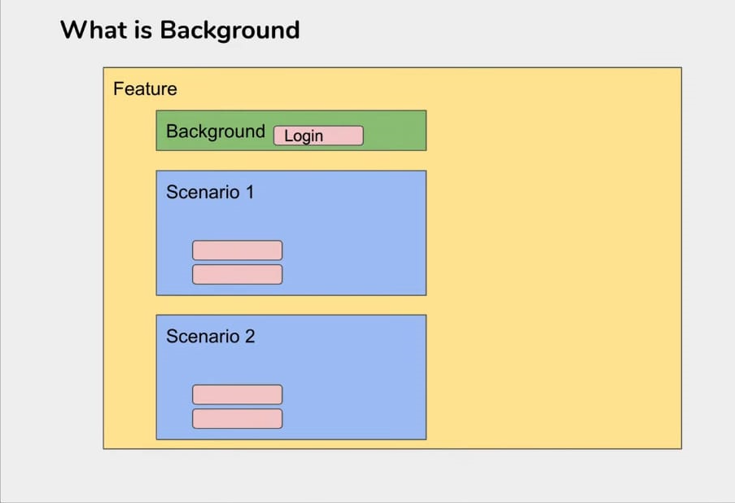 What is Background
Feature
Background Login
Scenario 1
Scenario 2